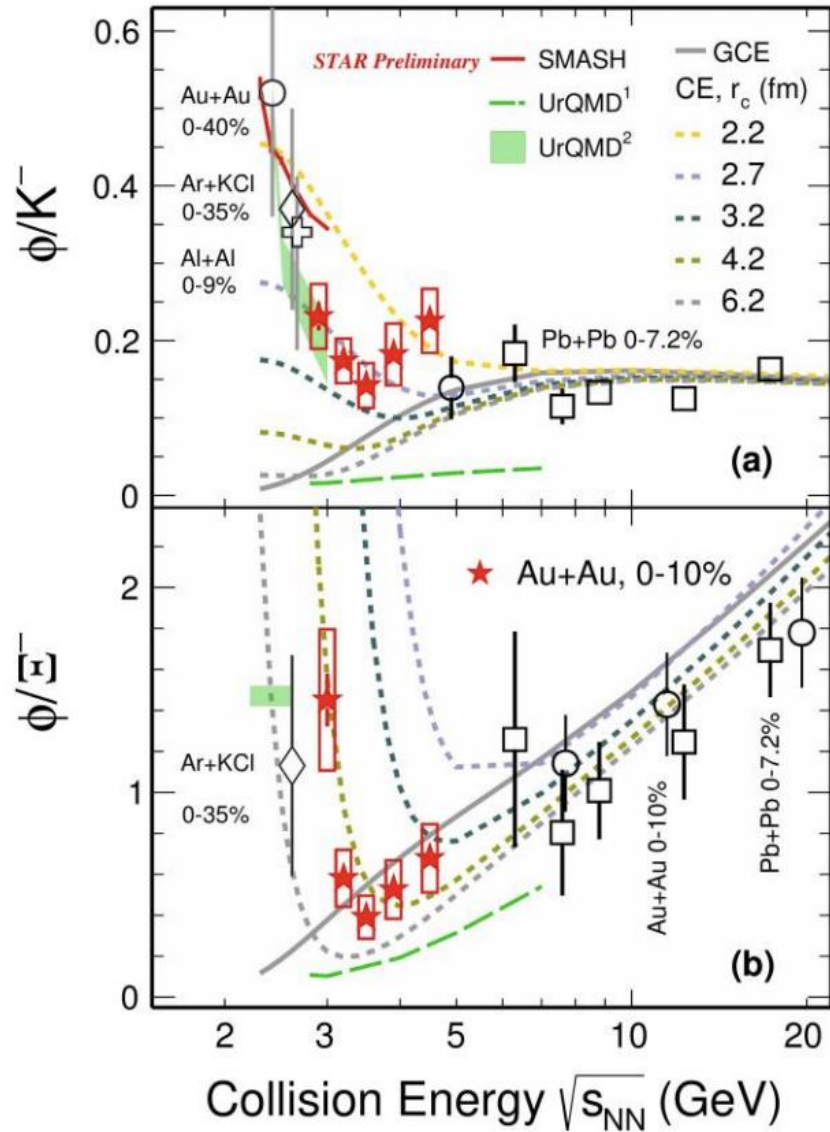 0.6
0.4
0.2
0
ϕ/K⁻
STAR Preliminary
SMASH
UrQMD¹
UrQMD²
GCE
CE, r_c (fm)
2.2
2.7
3.2
4.2
6.2
Au+Au
0-40%
Ar+KCl
0-35%
Al+Al
0-9%
Pb+Pb 0-7.2%
(a)
2
1
0
ϕ/Ξ⁻
Au+Au, 0-10%
Ar+KCl
0-35%
Au+Au 0-10%
Pb+Pb 0-7.2%
(b)
2 3 5 10 20
Collision Energy √s_NN (GeV)